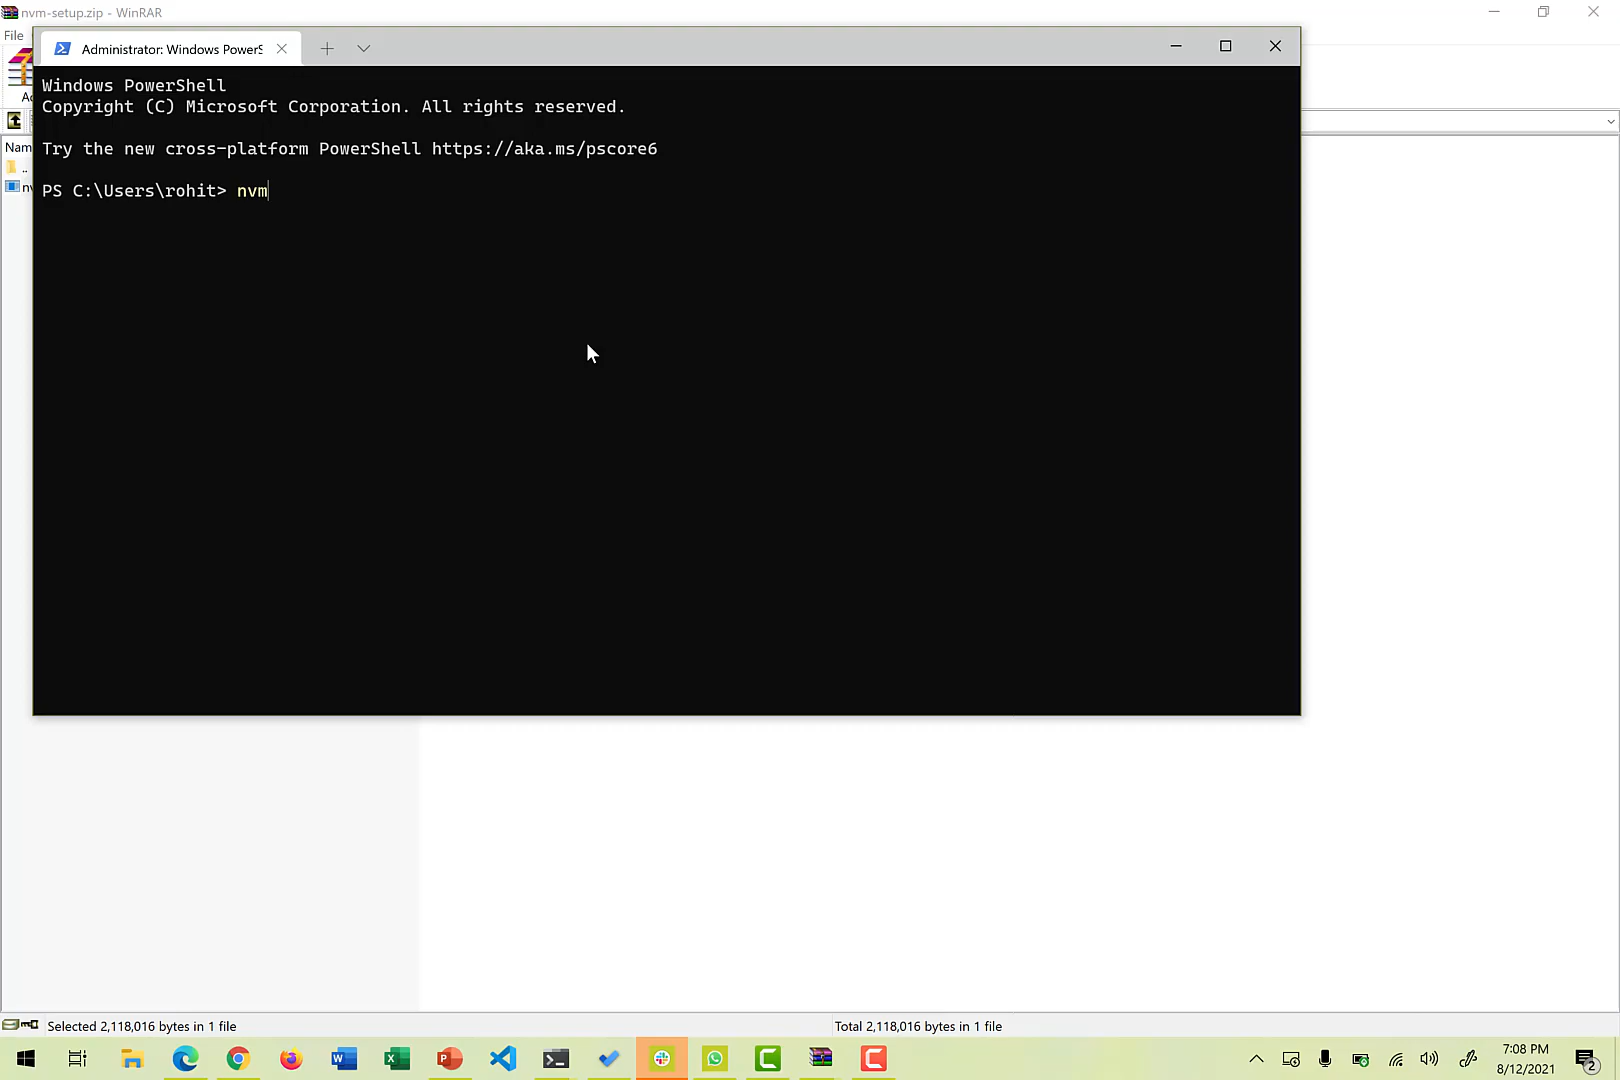 nvm-setup.zip - WinRAR
File
Administrator: Windows PowerS
Windows PowerShell
Copyright (C) Microsoft Corporation. All rights reserved.
Try the new cross-platform PowerShell https://aka.ms/pscore6
PS C:\Users\rohit> nvm
Nam
..
nv
Selected 2,118,016 bytes in 1 file
Total 2,118,016 bytes in 1 file
7:08 PM
8/12/2021
2